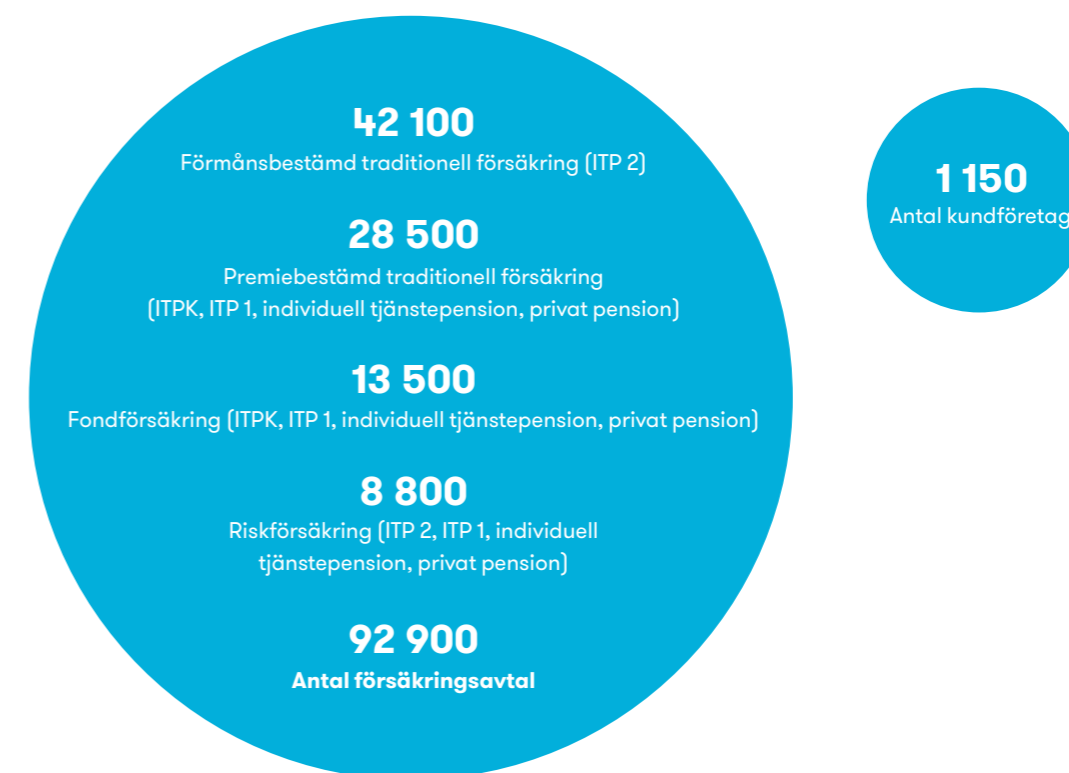 42 100
Förmånsbestämd traditionell försäkring (ITP 2)
28 500
Premiebestämd traditionell försäkring
(ITPK, ITP 1, individuell tjänstepension, privat pension)
13 500
Fondförsäkring (ITPK, ITP 1, individuell tjänstepension, privat pension)
8 800
Riskförsäkring (ITP 2, ITP 1, individuell
tjänstepension, privat pension)
92 900
Antal försäkringsavtal
1 150
Antal kundföretag